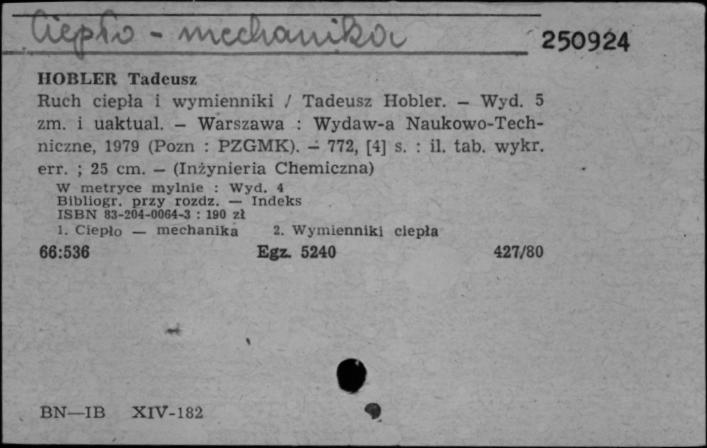 Ciepło - mechanika
250924
HOBLER Tadeusz
Ruch ciepła i wymienniki / Tadeusz Hobler. — Wyd. 5
zm. i uaktual. — Warszawa : Wydaw-a Naukowo-Tech-
niczne, 1979 (Pozn : PZGMK). — 772, [4] s. : il. tab. wykr.
err. ; 25 cm. — (Inżynieria Chemiczna)
W metryce mylnie : Wyd. 4
Bibliogr. przy rozdz. — Indeks
ISBN 83-204-0064-3 : 190 zł
1. Ciepło — mechanika 2. Wymienniki ciepła
66:536 Egz. 5240 427/80
BN—IB XIV-182